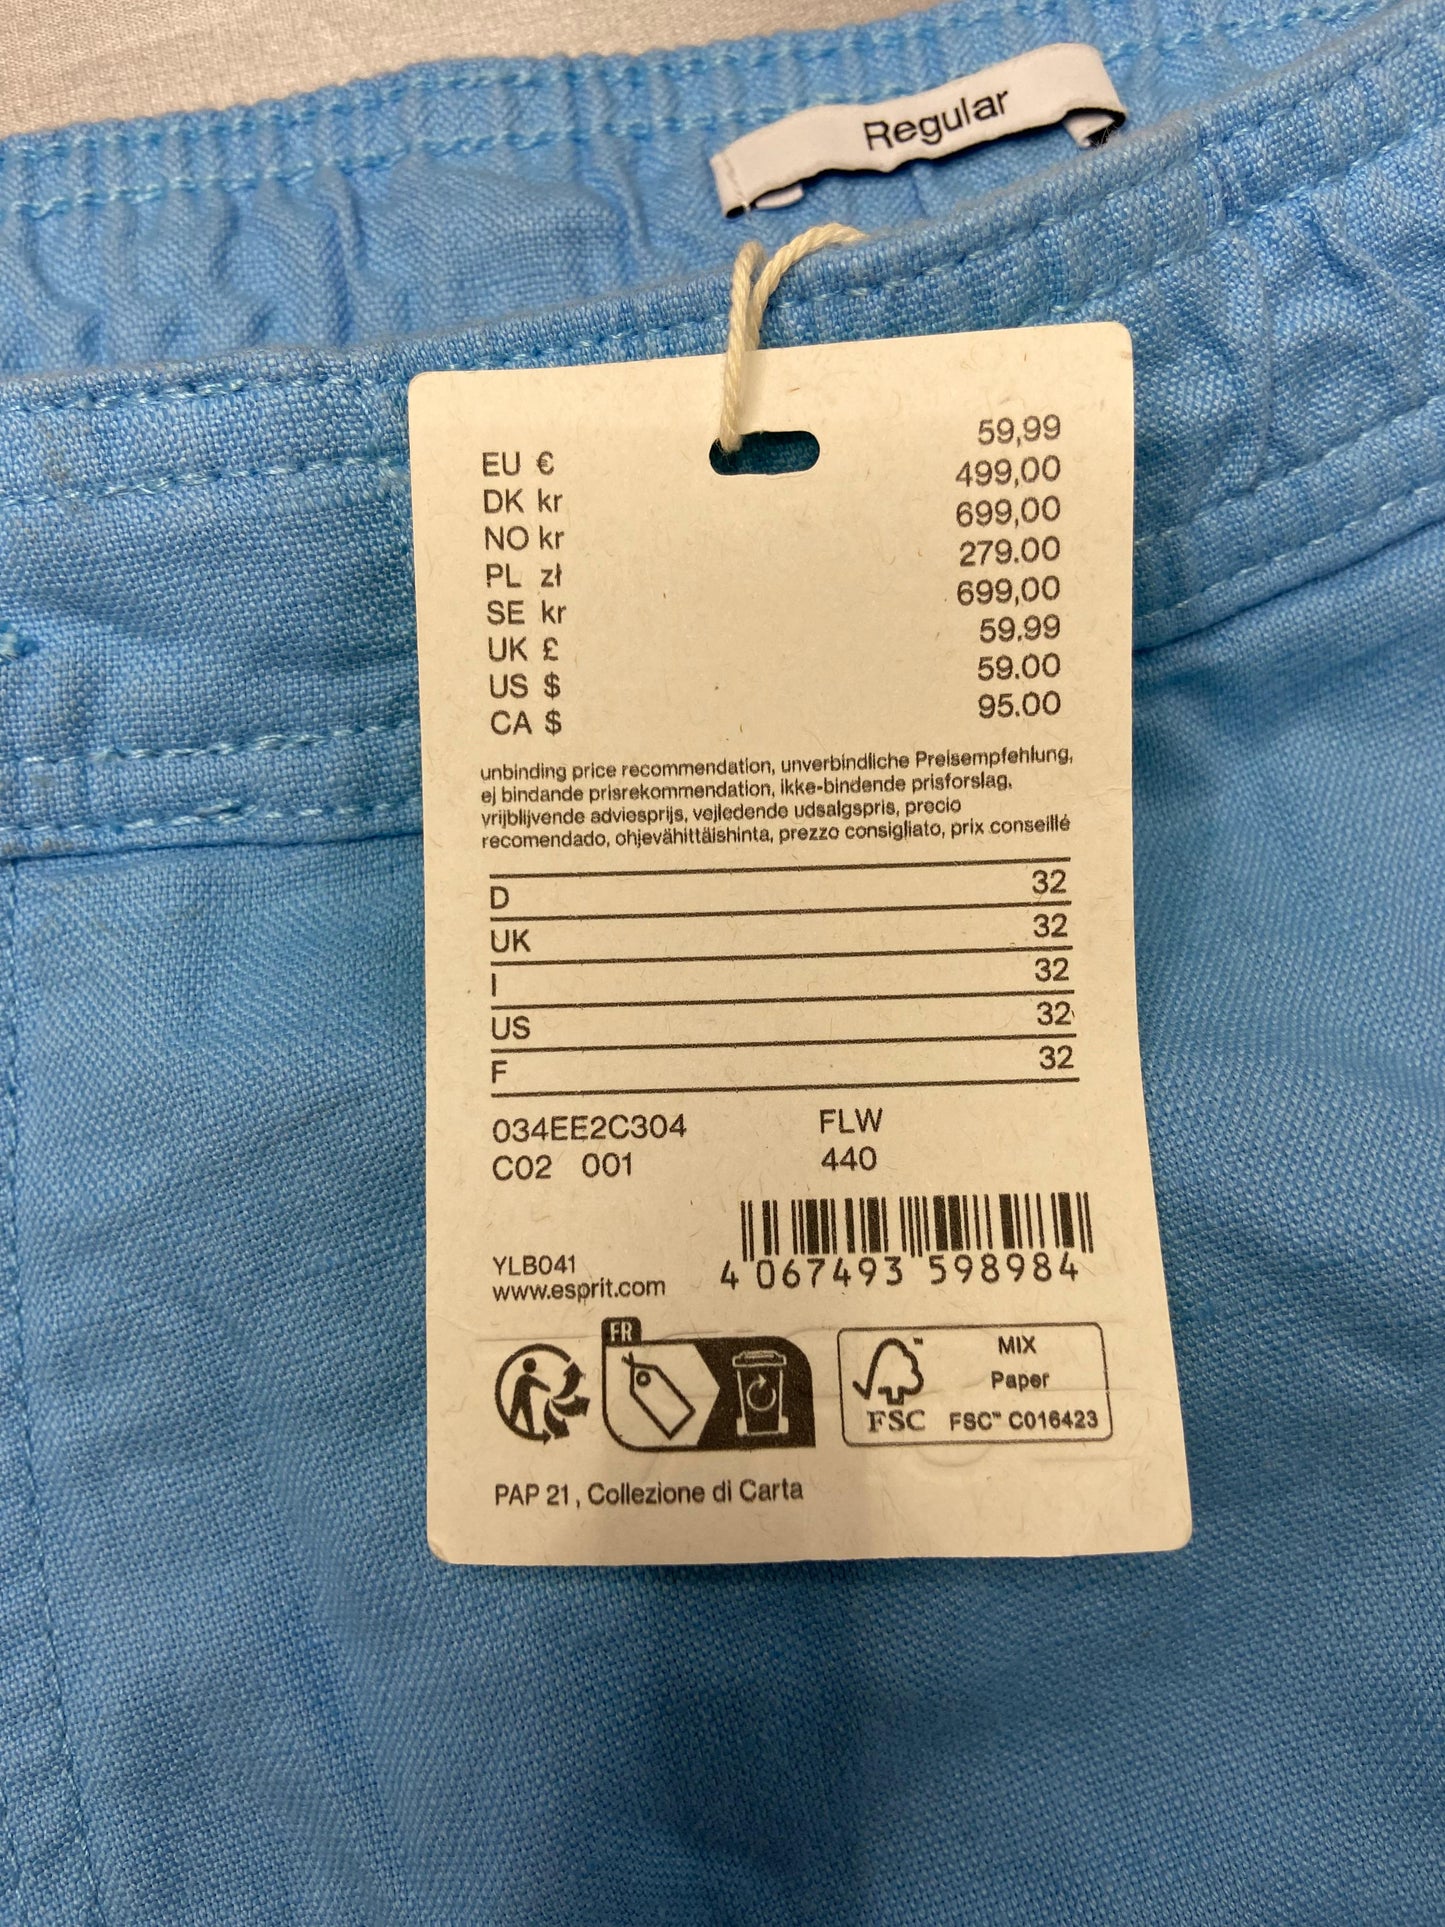 Regular
EU € 59,99
DK kr 499,00
NO kr 699,00
PL zł 279.00
SE kr 699,00
UK £ 59.99
US $ 59.00
CA $ 95.00
unbinding price recommendation, unverbindliche Preisempfehlung,
ej bindande prisrekommendation, ikke-bindende prisforslag,
vrijblijvende adviesprijs, vejledende udsalgspris, precio
recomendado, ohjevähittäishinta, prezzo consigliato, prix conseillé
D 32
UK 32
I 32
US 32
F 32
034EE2C304 FLW
C02 001 440
YLB041
www.esprit.com
4 067493 598984
FR
MIX
Paper
FSC FSC™ C016423
PAP 21, Collezione di Carta